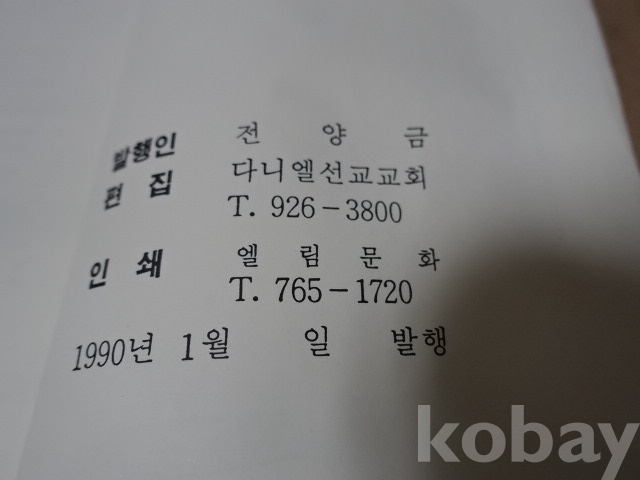 발행인 전 양 금
편 집 다니엘선교교회
T. 926-3800
인 쇄 엘 림 문 화
T. 765-1720
1990년 1월 일 발행
kobay